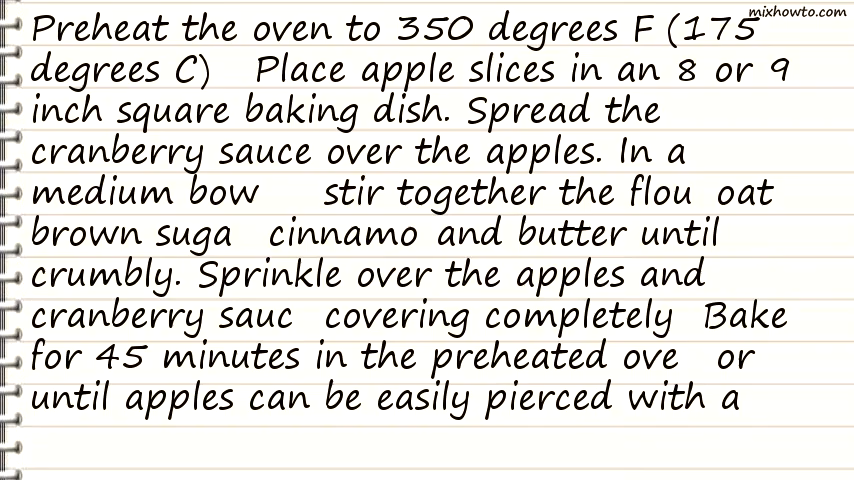 mixhowto.com
Preheat the oven to 350 degrees F (175
degrees C) Place apple slices in an 8 or 9
inch square baking dish. Spread the
cranberry sauce over the apples. In a
medium bow stir together the flou oat
brown suga cinnamo and butter until
crumbly. Sprinkle over the apples and
cranberry sauc covering completely Bake
for 45 minutes in the preheated ove or
until apples can be easily pierced with a